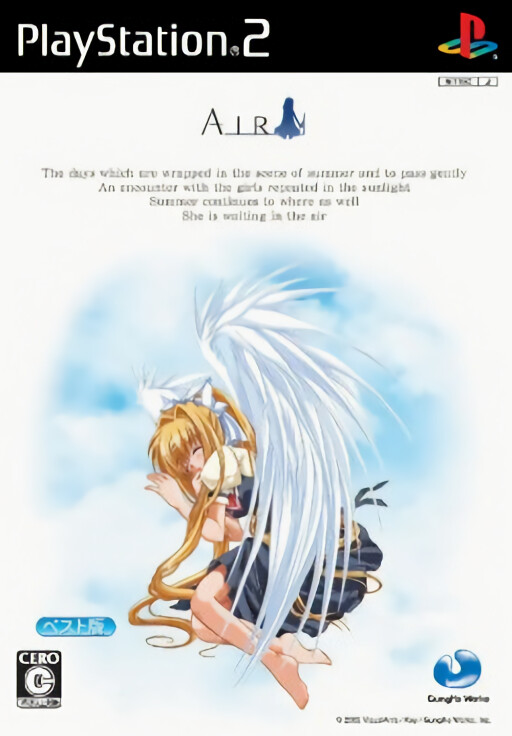 PlayStation.2
AIR
The days which are wrapped in the scene of summer and to pass gently
An encounter with the girls repeated in the sunlight
Summer continues to where as well
She is waiting in the air
ベスト版
CERO
C
GungHo Works